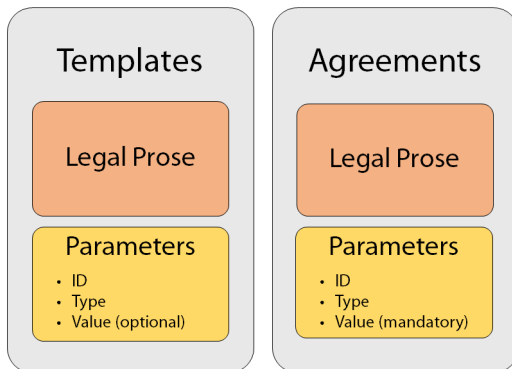 Templates
Legal Prose
Parameters
• ID
• Type
• Value (optional)
Agreements
Legal Prose
Parameters
• ID
• Type
• Value (mandatory)